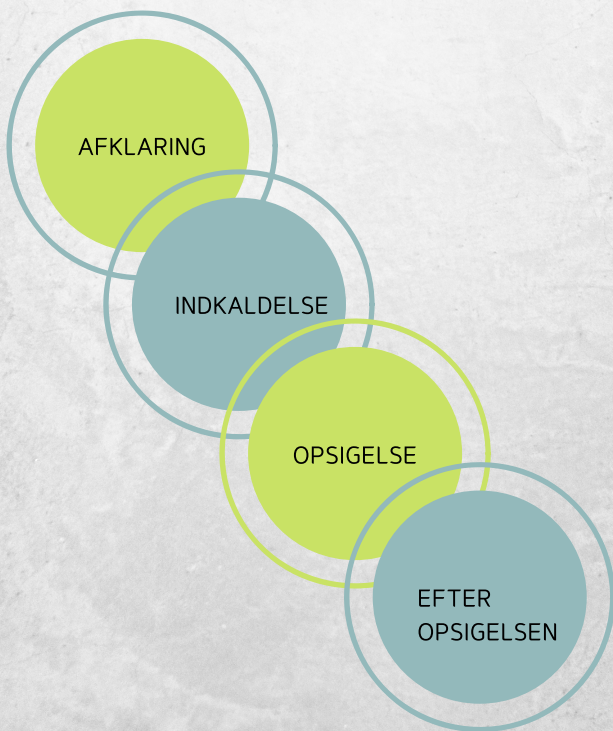 AFKLARING
INDKALDELSE
OPSIGELSE
EFTER
OPSIGELSEN